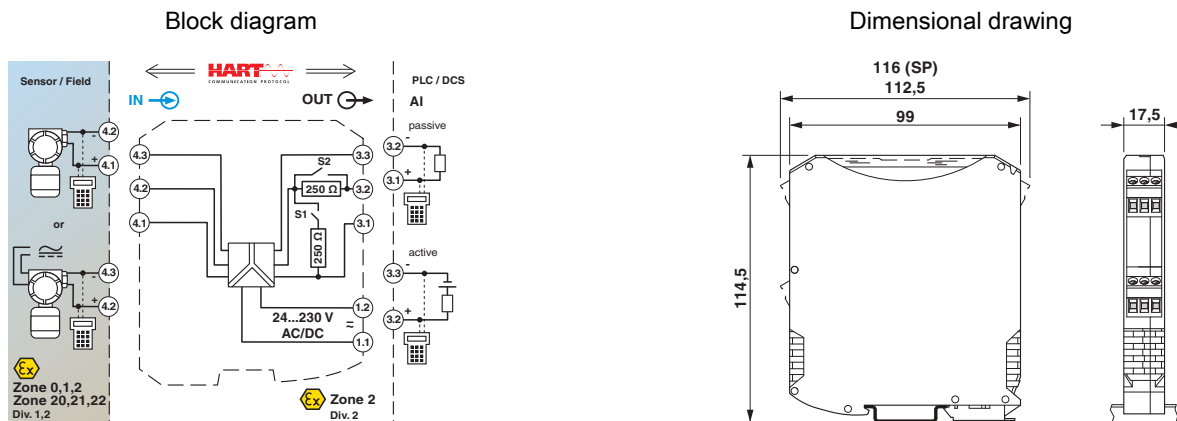 Block diagram
Sensor / Field
HART
COMMUNICATION PROTOCOL
PLC / DCS
IN
OUT
AI
passive
4.2
-
+
4.1
or
4.3
-
+
4.2
Ex
Zone 0,1,2
Zone 20,21,22
Div. 1,2
4.3
4.2
4.1
S2
250 Ω
S1
250 Ω
3.3
3.2
3.1
24...230 V
AC/DC
1.2
1.1
Ex
Zone 2
Div. 2
3.2
-
+
3.1
active
3.3
-
+
3.2
Dimensional drawing
116 (SP)
112,5
99
17,5
114,5